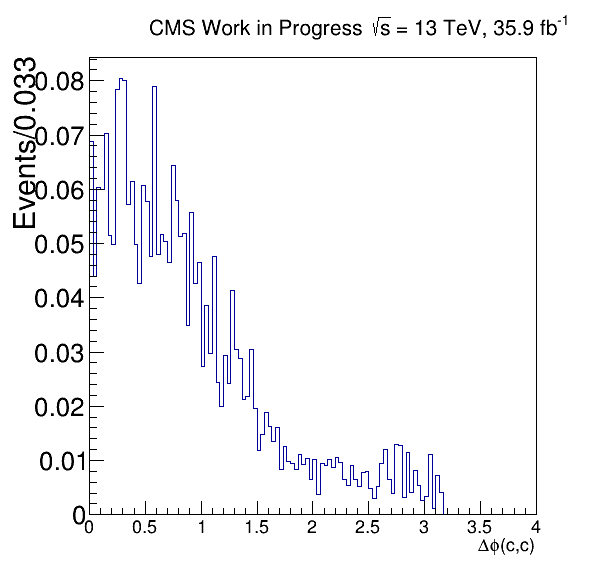 CMS Work in Progress √s = 13 TeV, 35.9 fb⁻¹
Events/0.033
0.08
0.07
0.06
0.05
0.04
0.03
0.02
0.01
0
0 0.5 1 1.5 2 2.5 3 3.5 4
Δϕ(c,c)